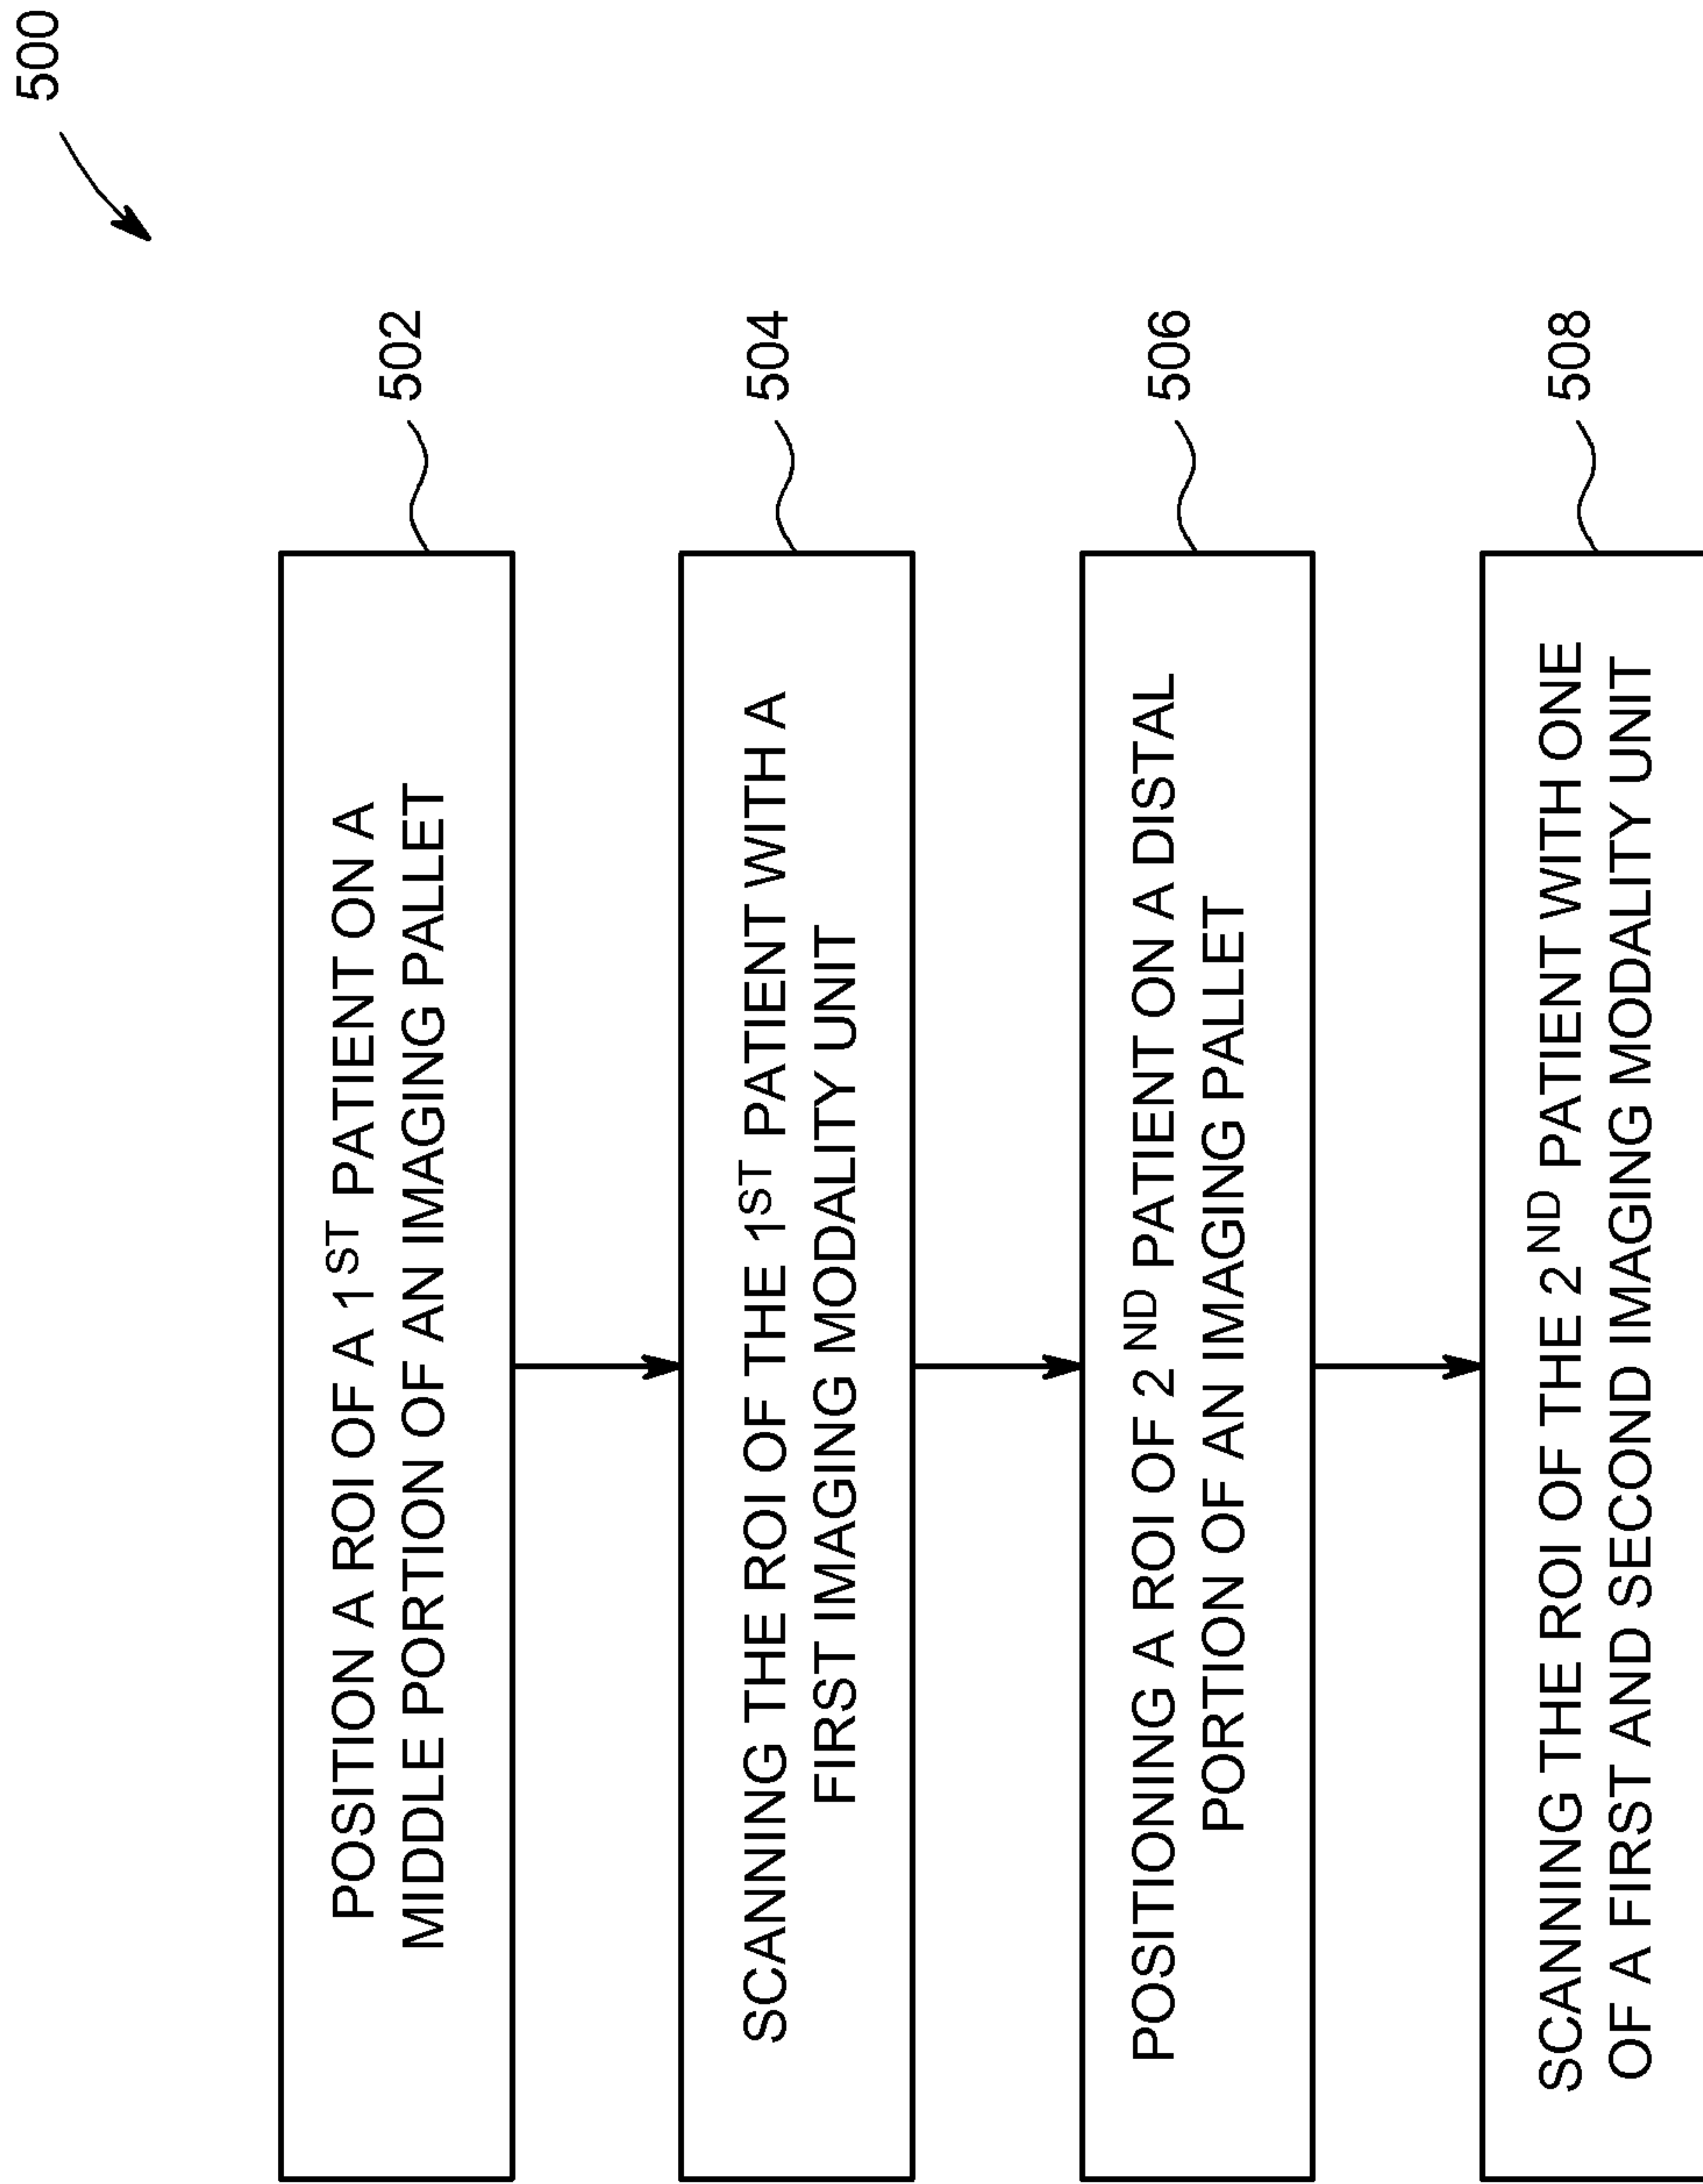 500
POSITION A ROI OF A 1ST PATIENT ON A
MIDDLE PORTION OF AN IMAGING PALLET
502
SCANNING THE ROI OF THE 1ST PATIENT WITH A
FIRST IMAGING MODALITY UNIT
504
POSITIONING A ROI OF 2ND PATIENT ON A DISTAL
PORTION OF AN IMAGING PALLET
506
SCANNING THE ROI OF THE 2ND PATIENT WITH ONE
OF A FIRST AND SECOND IMAGING MODALITY UNIT
508